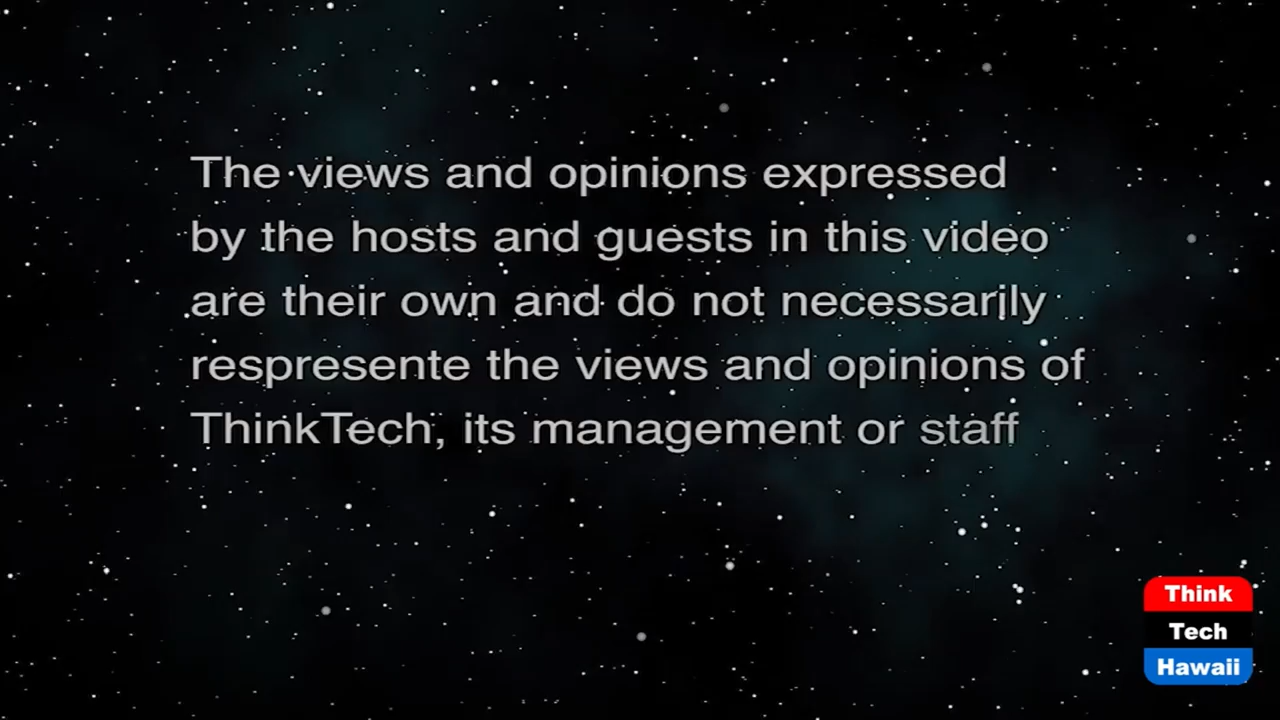 The views and opinions expressed
by the hosts and guests in this video
are their own and do not necessarily
respresente the views and opinions of
ThinkTech, its management or staff
Think
Tech
Hawaii